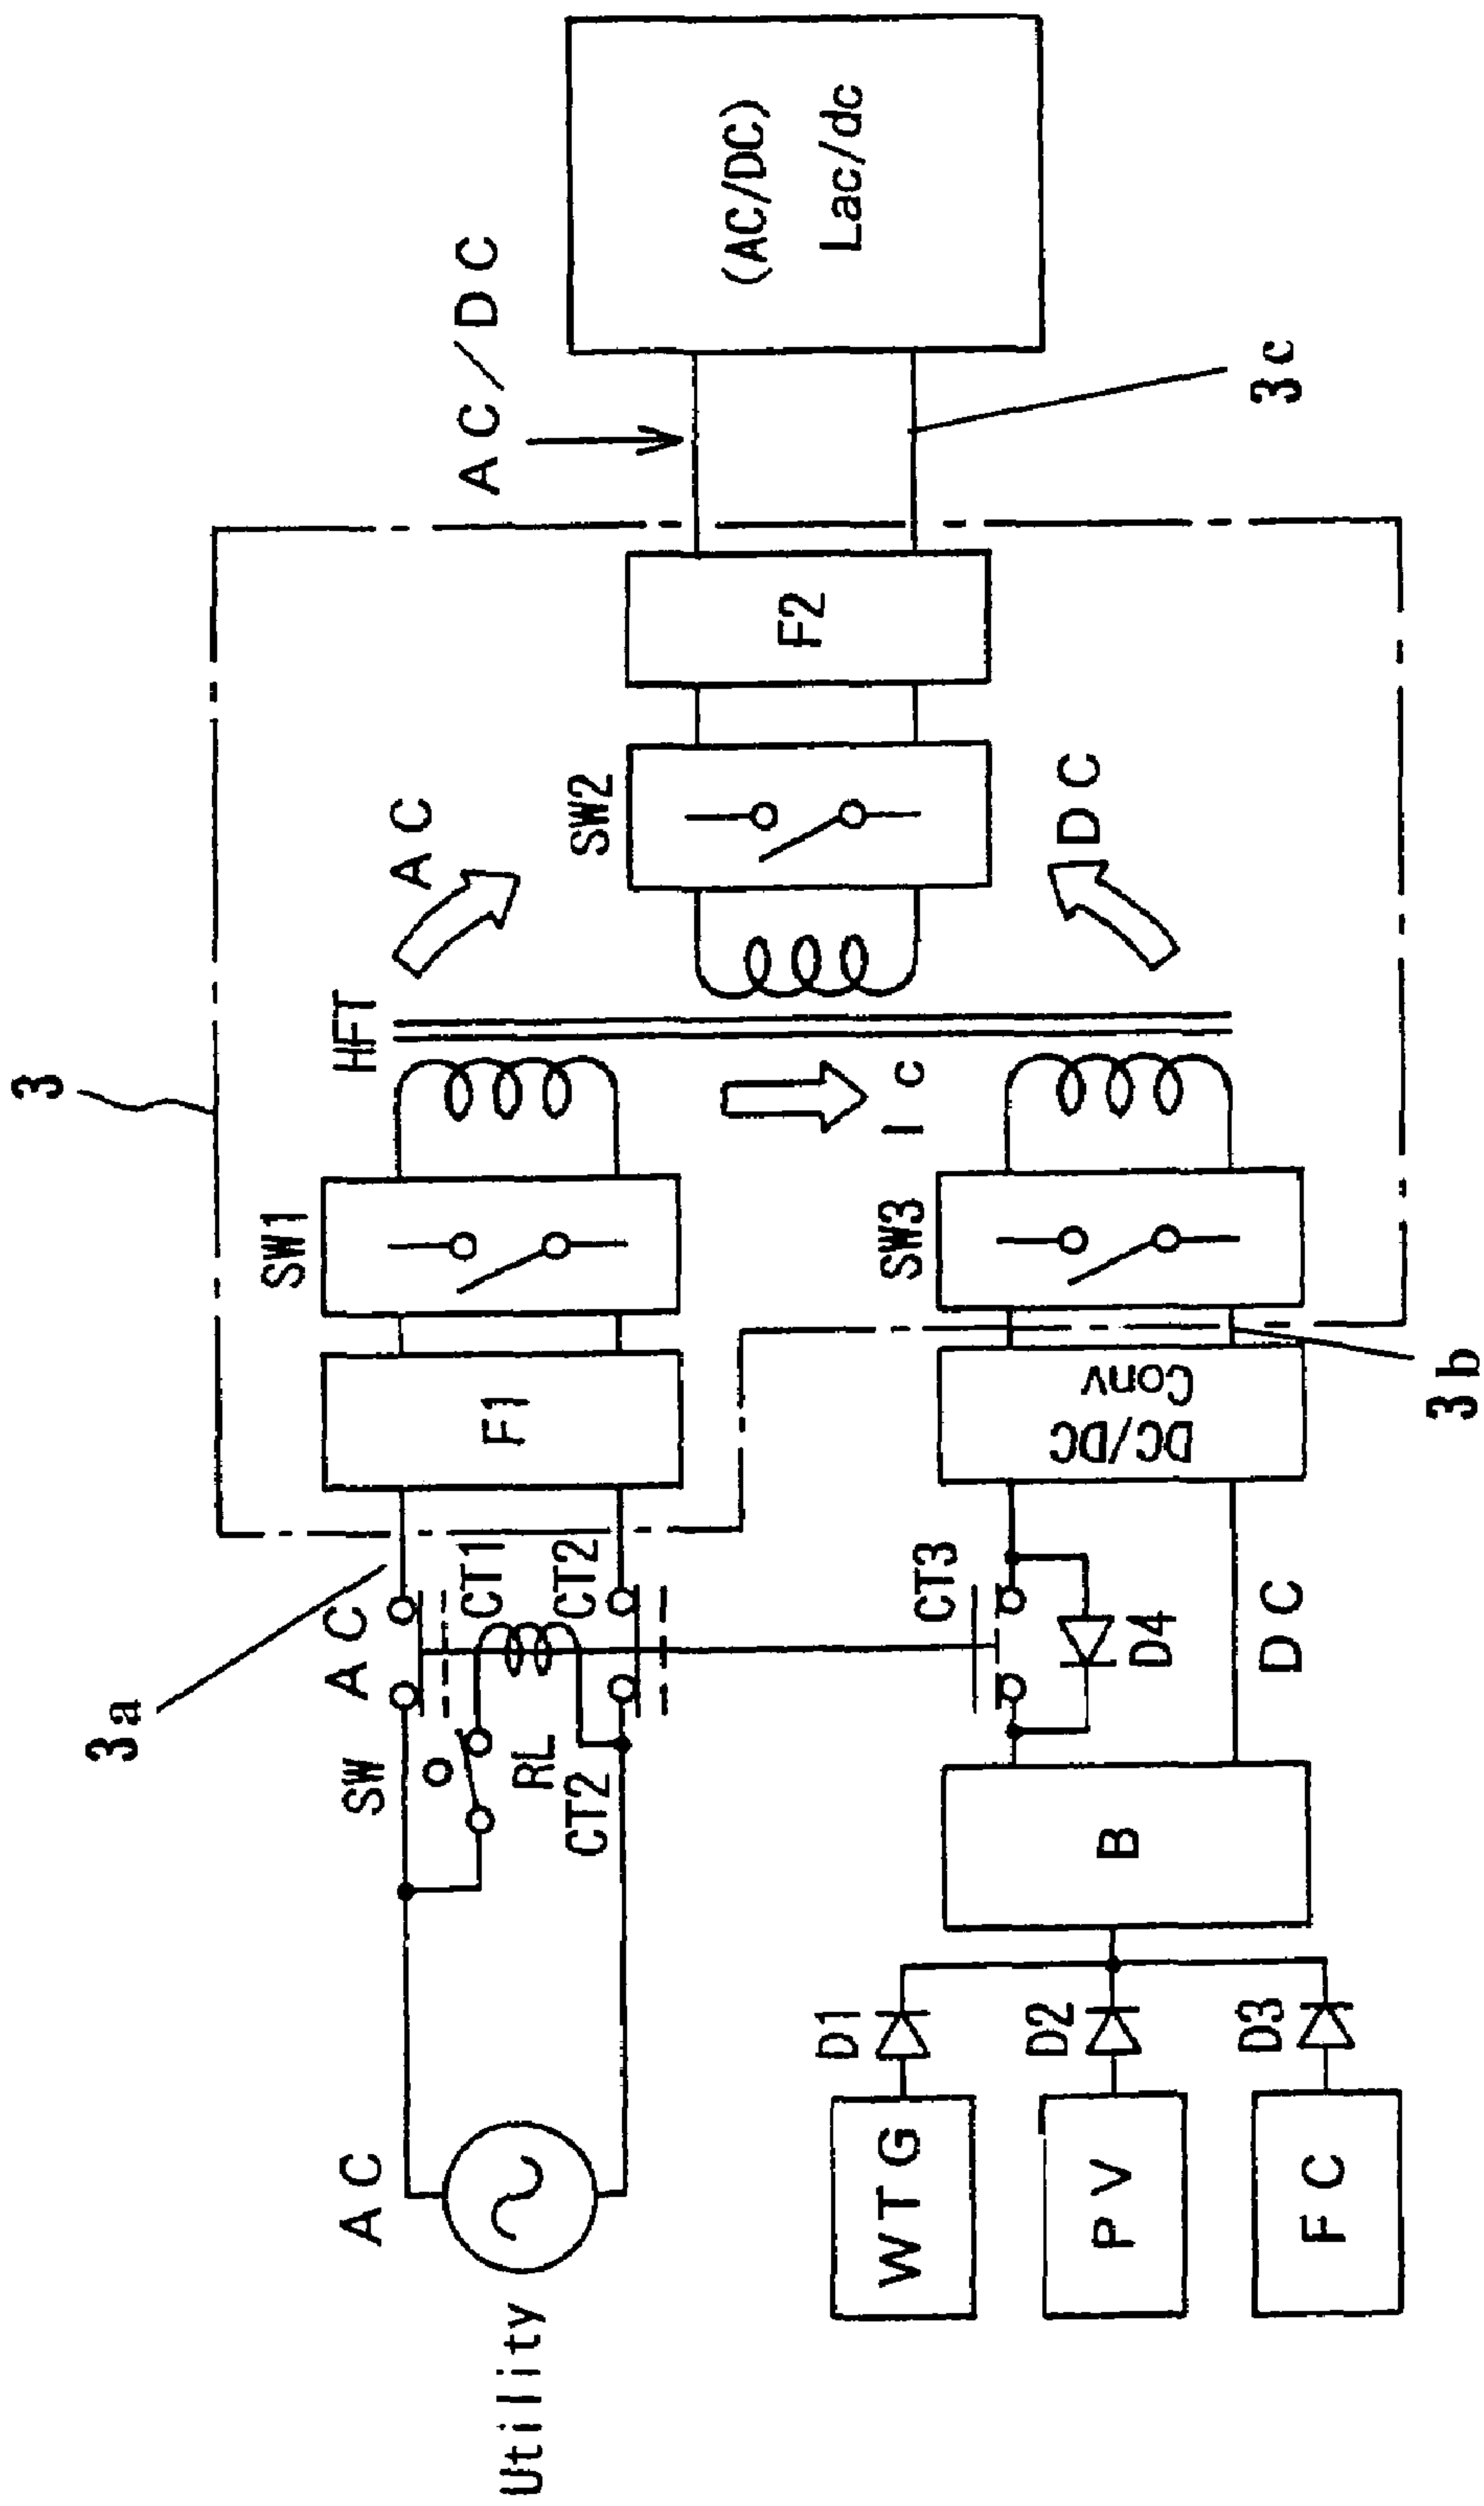 3
3a
AC
AC
Utility
SW
CT1
RL
CT2
CT2
F1
SW1
HFT
AC
SW2
F2
AC/DC
(AC/DC)
Lac/dc
3c
Ic
DC
WTG
D1
PV
D2
FC
D3
B
CT3
D4
DC
DC/DC
Conv
SW3
3b